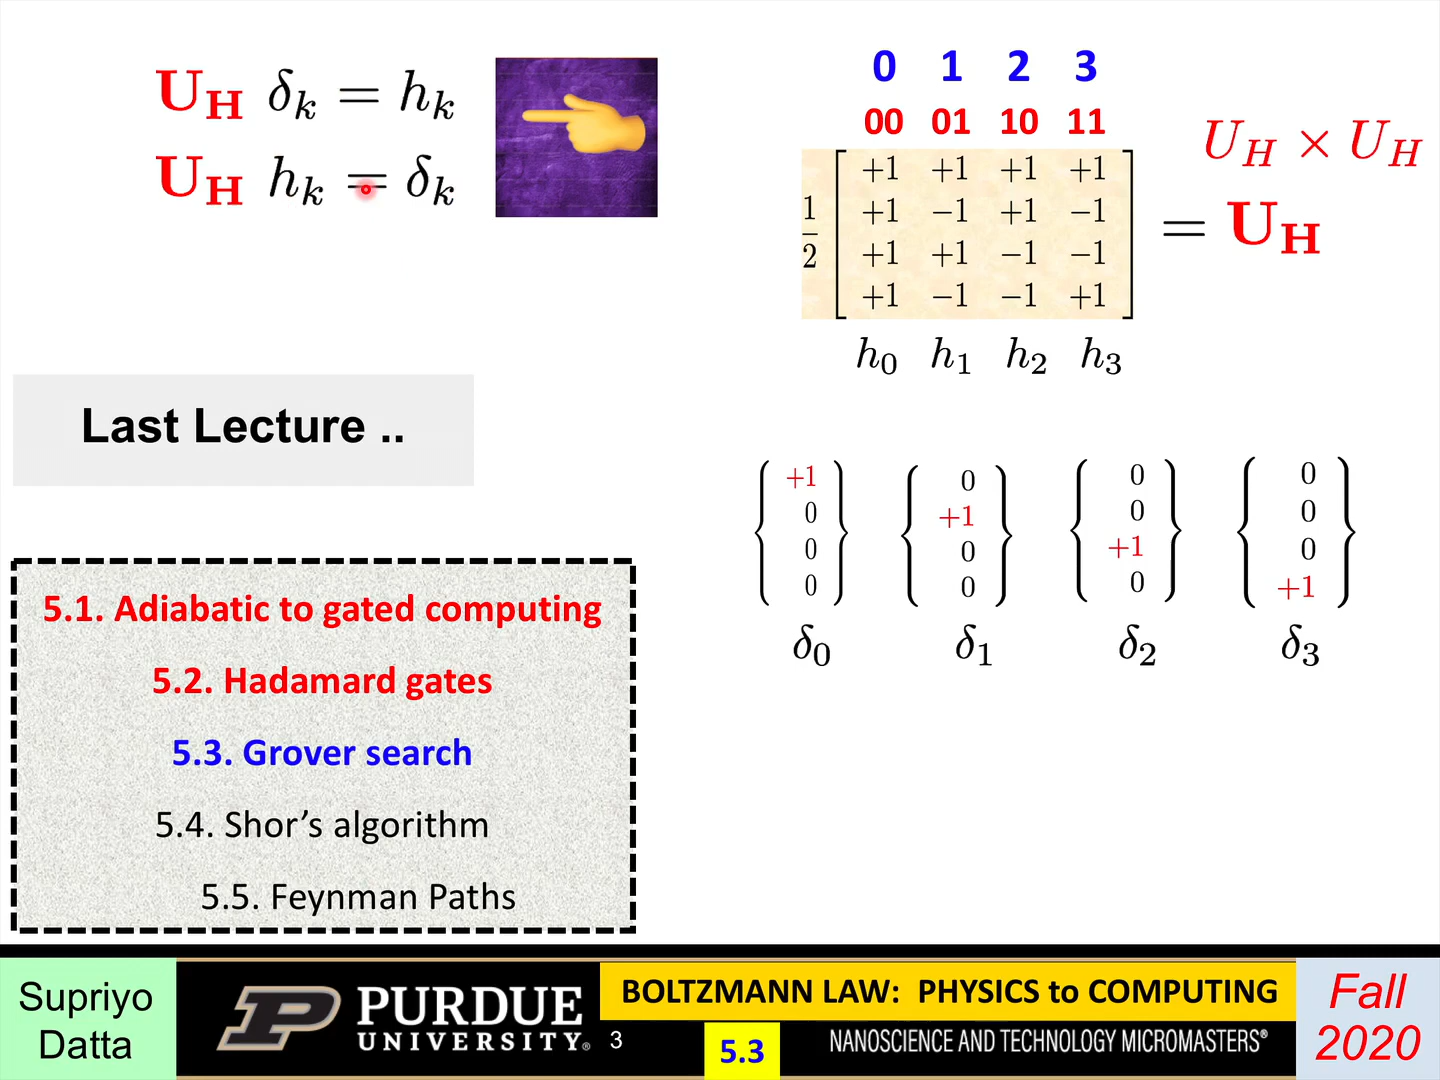 U_H δ_k = h_k
U_H h_k = δ_k
0 1 2 3
00 01 10 11
1/2 [ +1 +1 +1 +1
+1 −1 +1 −1
+1 +1 −1 −1
+1 −1 −1 +1 ]
U_H × U_H
= U_H
h_0 h_1 h_2 h_3
Last Lecture ..
{ +1 0 0 0 } { 0 +1 0 0 } { 0 0 +1 0 } { 0 0 0 +1 }
δ_0 δ_1 δ_2 δ_3
5.1. Adiabatic to gated computing
5.2. Hadamard gates
5.3. Grover search
5.4. Shor’s algorithm
5.5. Feynman Paths
Supriyo
Datta
P PURDUE
UNIVERSITY®
3
BOLTZMANN LAW: PHYSICS to COMPUTING
5.3
NANOSCIENCE AND TECHNOLOGY MICROMASTERS®
Fall
2020